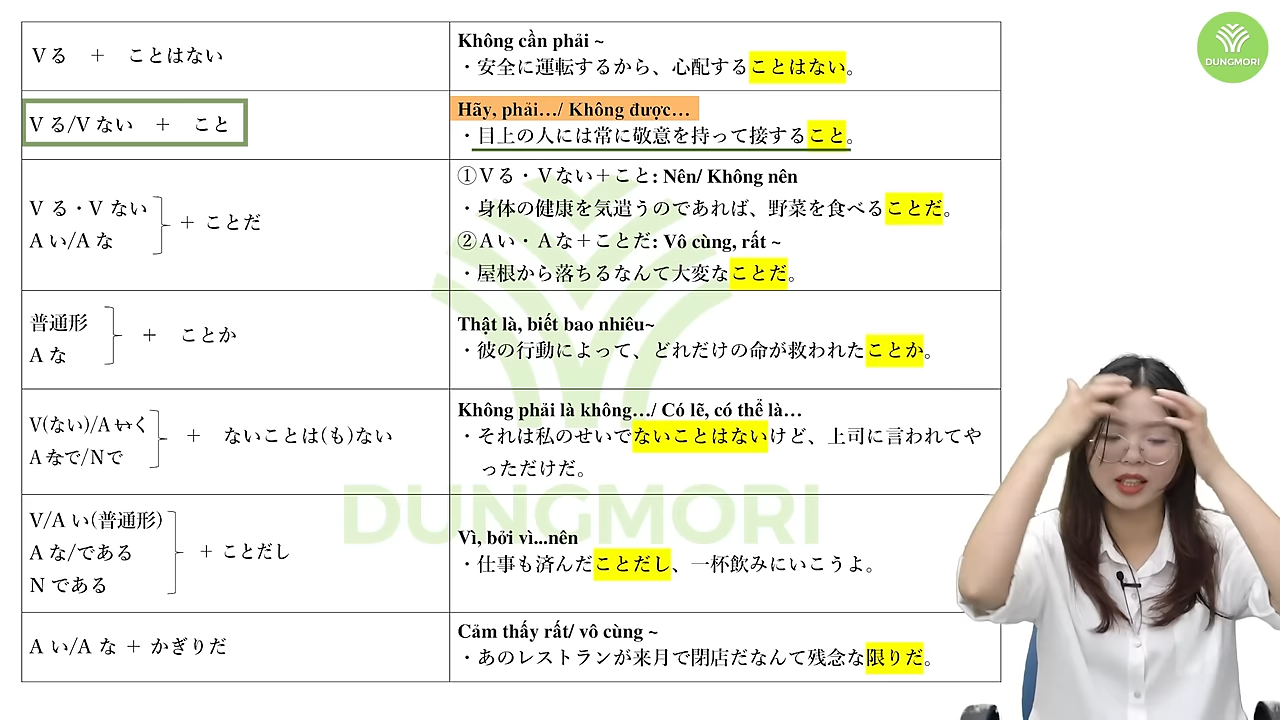 Vる ＋ ことはない
Không cần phải ~
・安全に運転するから、心配することはない。
Vる/Vない ＋ こと
Hãy, phải…/ Không được…
・目上の人には常に敬意を持って接すること。
Vる・Vない
Aい/Aな
＋ ことだ
①Vる・Vない＋こと: Nên/ Không nên
・身体の健康を気遣うのであれば、野菜を食べることだ。
②Aい・Aな＋ことだ: Vô cùng, rất ~
・屋根から落ちるなんて大変なことだ。
普通形
Aな
＋ ことか
Thật là, biết bao nhiêu~
・彼の行動によって、どれだけの命が救われたことか。
V(ない)/Aいく
Aなで/Nで
＋ ないことは(も)ない
Không phải là không…/ Có lẽ, có thể là…
・それは私のせいでないことはないけど、上司に言われてや
っただけだ。
V/Aい(普通形)
Aな/である
Nである
＋ ことだし
Vì, bởi vì...nên
・仕事も済んだことだし、一杯飲みにいこうよ。
Aい/Aな ＋ かぎりだ
Cảm thấy rất/ vô cùng ~
・あのレストランが来月で閉店だなんて残念な限りだ。
DUNGMORI
DUNGMORI